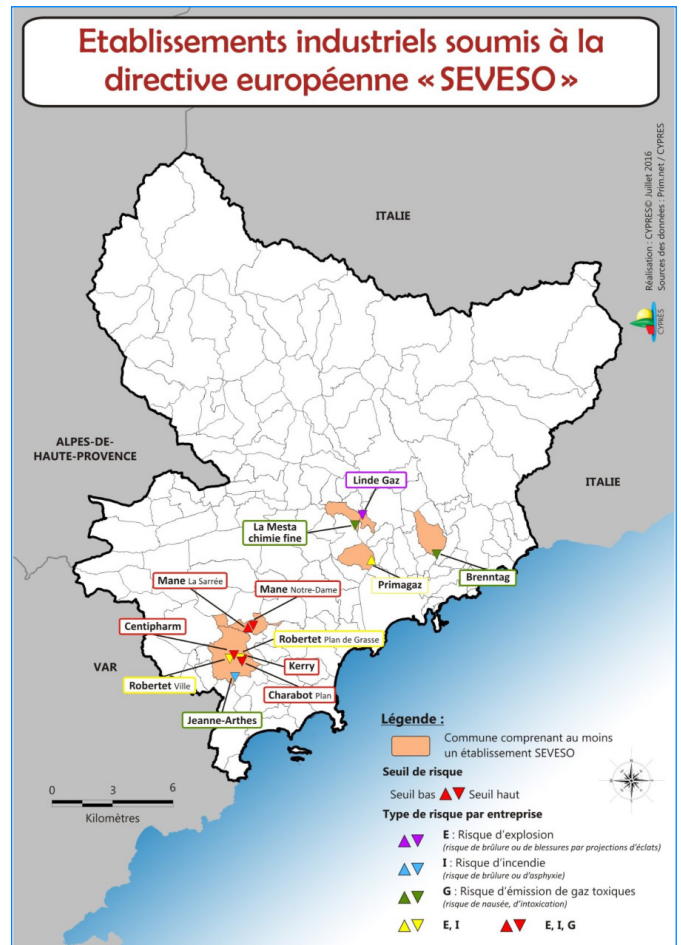 Etablissements industriels soumis à la
directive européenne « SEVESO »
Réalisation : CYPRES© Juillet 2016
Sources des données : Prim.net / CYPRES
CYPRÈS
ITALIE
ALPES-DE-
HAUTE-PROVENCE
ITALIE
Linde Gaz
La Mesta
chimie fine
Primagaz
Brenntag
Mane La Sarrée
Mane Notre-Dame
Centipharm
Robertet Plan de Grasse
VAR
Kerry
Robertet Ville
Charabot Plan
Jeanne-Arthes
0 3 6
Kilomètres
Légende :
Commune comprenant au moins
un établissement SEVESO
Seuil de risque
Seuil bas Seuil haut
Type de risque par entreprise
E : Risque d'explosion
(risque de brûlure ou de blessures par projections d'éclats)
I : Risque d'incendie
(risque de brûlure ou d'asphyxie)
G : Risque d'émission de gaz toxiques
(risque de nausée, d'intoxication)
E, I E, I, G